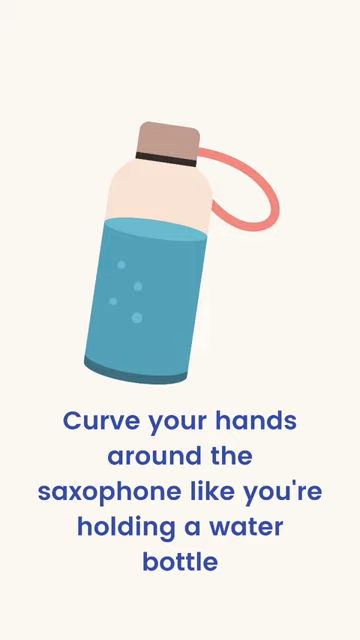 Curve your hands
around the
saxophone like you're
holding a water
bottle